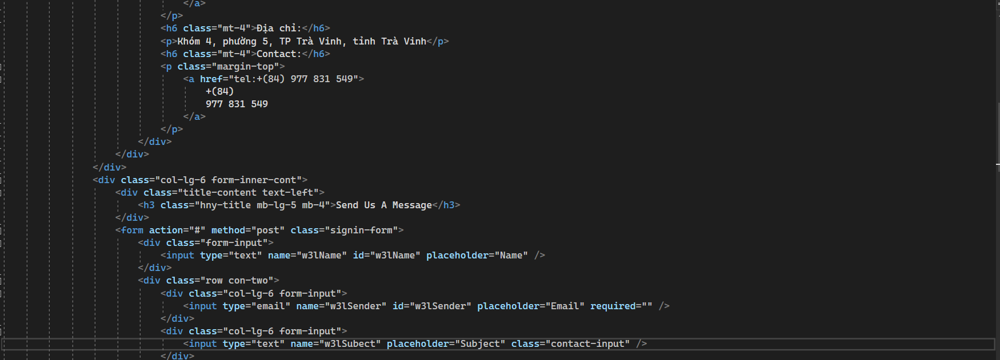 </a>
</p>
<h6 class="mt-4">Địa chỉ:</h6>
<p>Khóm 4, phường 5, TP Trà Vinh, tỉnh Trà Vinh</p>
<h6 class="mt-4">Contact:</h6>
<p class="margin-top">
<a href="tel:+(84) 977 831 549">
+(84)
977 831 549
</a>
</p>
</div>
</div>
</div>
<div class="col-lg-6 form-inner-cont">
<div class="title-content text-left">
<h3 class="hny-title mb-lg-5 mb-4">Send Us A Message</h3>
</div>
<form action="#" method="post" class="signin-form">
<div class="form-input">
<input type="text" name="w3lName" id="w3lName" placeholder="Name" />
</div>
<div class="row con-two">
<div class="col-lg-6 form-input">
<input type="email" name="w3lSender" id="w3lSender" placeholder="Email" required="" />
</div>
<div class="col-lg-6 form-input">
<input type="text" name="w3lSubect" placeholder="Subject" class="contact-input" />
</div>